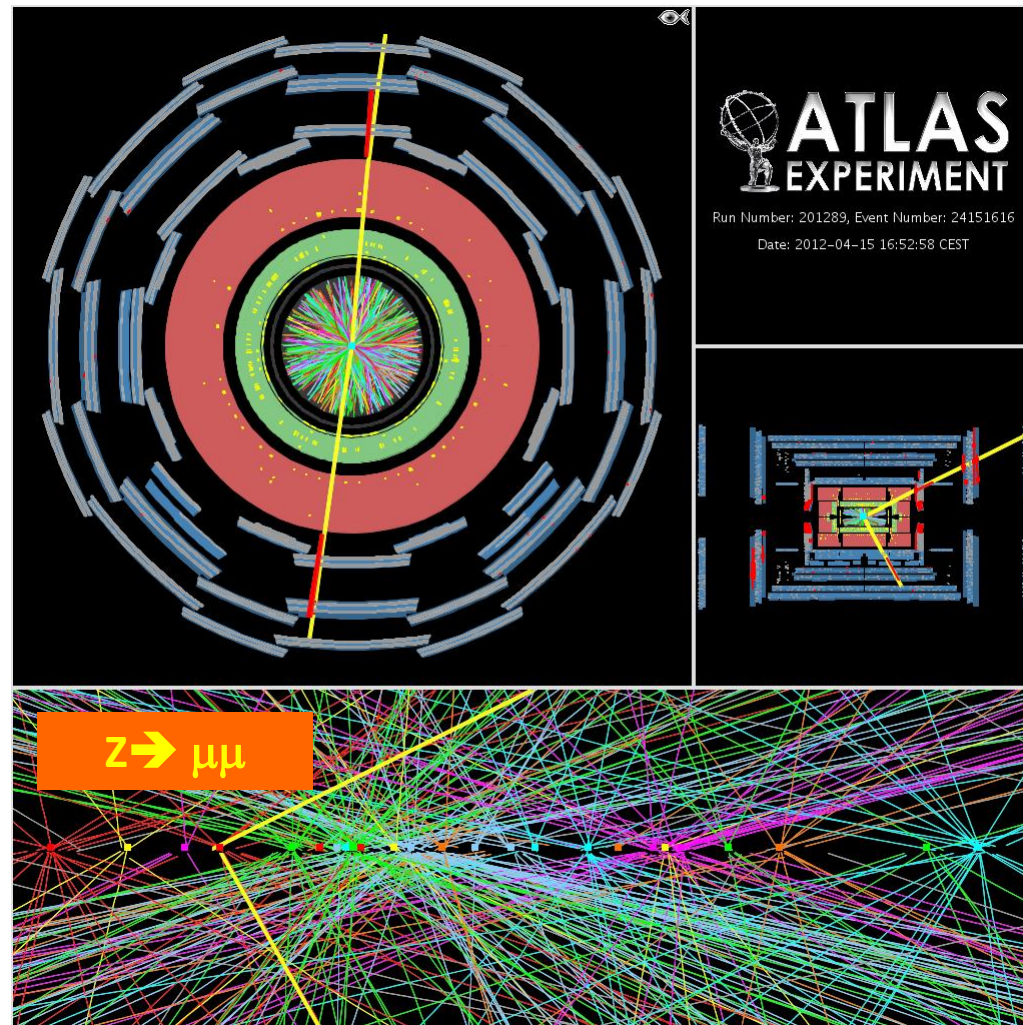 ATLAS
EXPERIMENT
Run Number: 201289, Event Number: 24151616
Date: 2012-04-15 16:52:58 CEST
Z➔ μμ